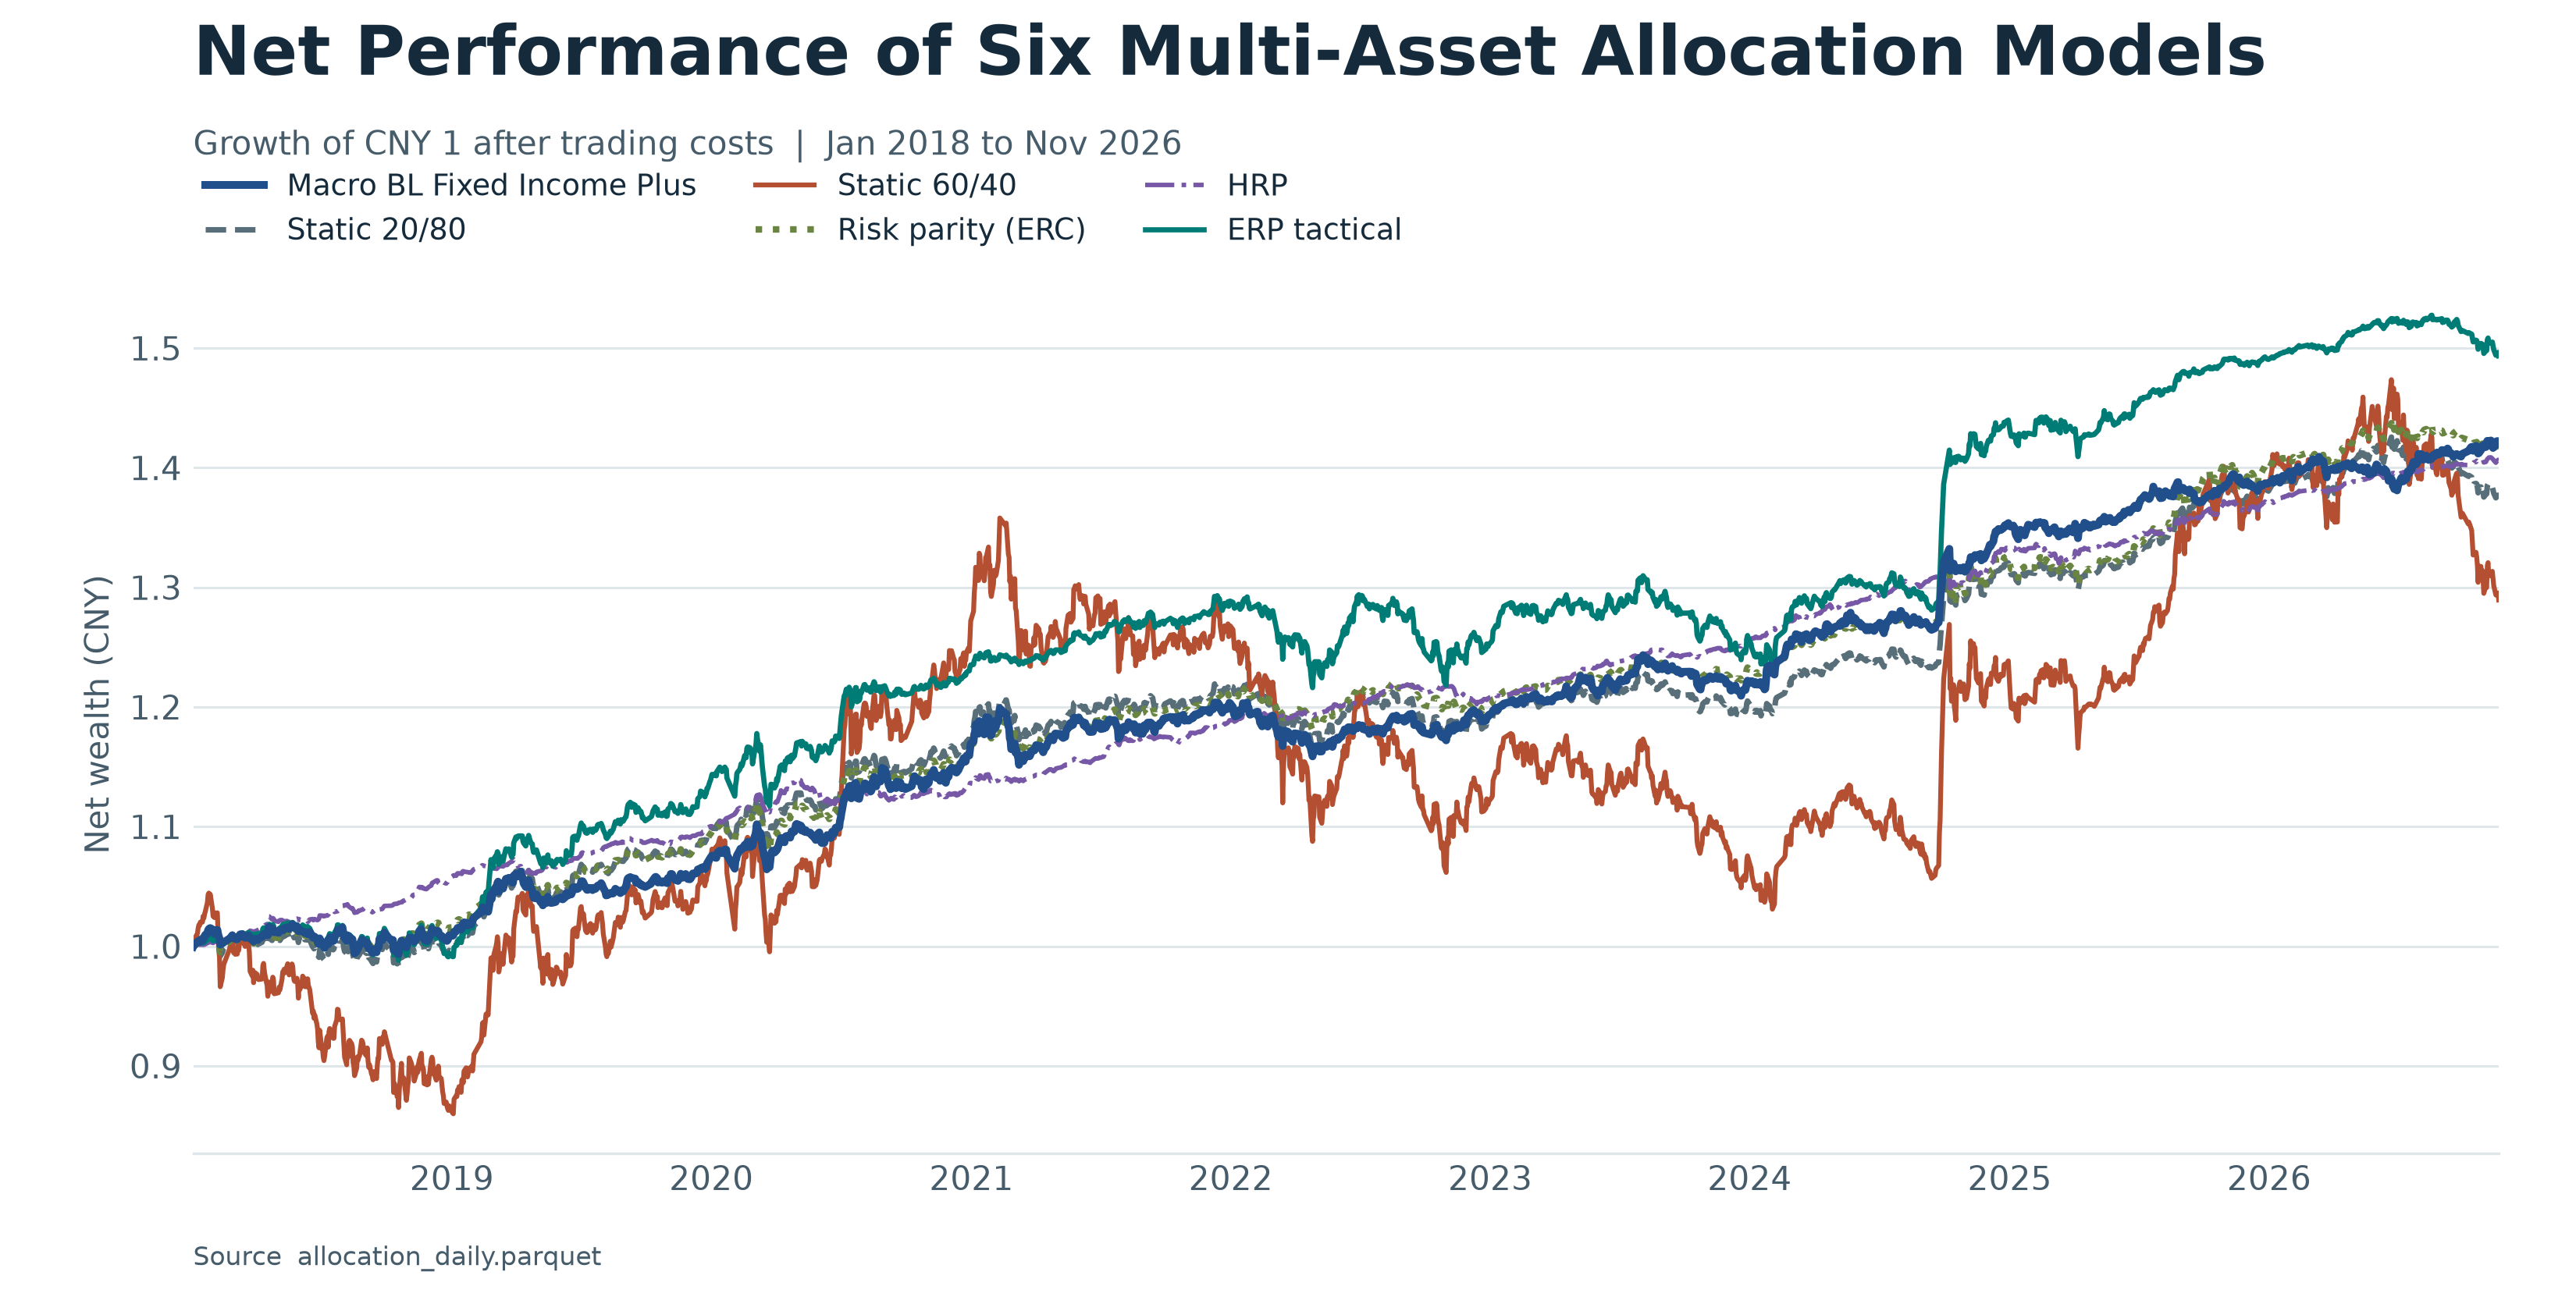 Net Performance of Six Multi-Asset Allocation Models
Growth of CNY 1 after trading costs | Jan 2018 to Nov 2026
Macro BL Fixed Income Plus
Static 20/80
Static 60/40
Risk parity (ERC)
HRP
ERP tactical
Net wealth (CNY)
1.5
1.4
1.3
1.2
1.1
1.0
0.9
2019 2020 2021 2022 2023 2024 2025 2026
Source allocation_daily.parquet